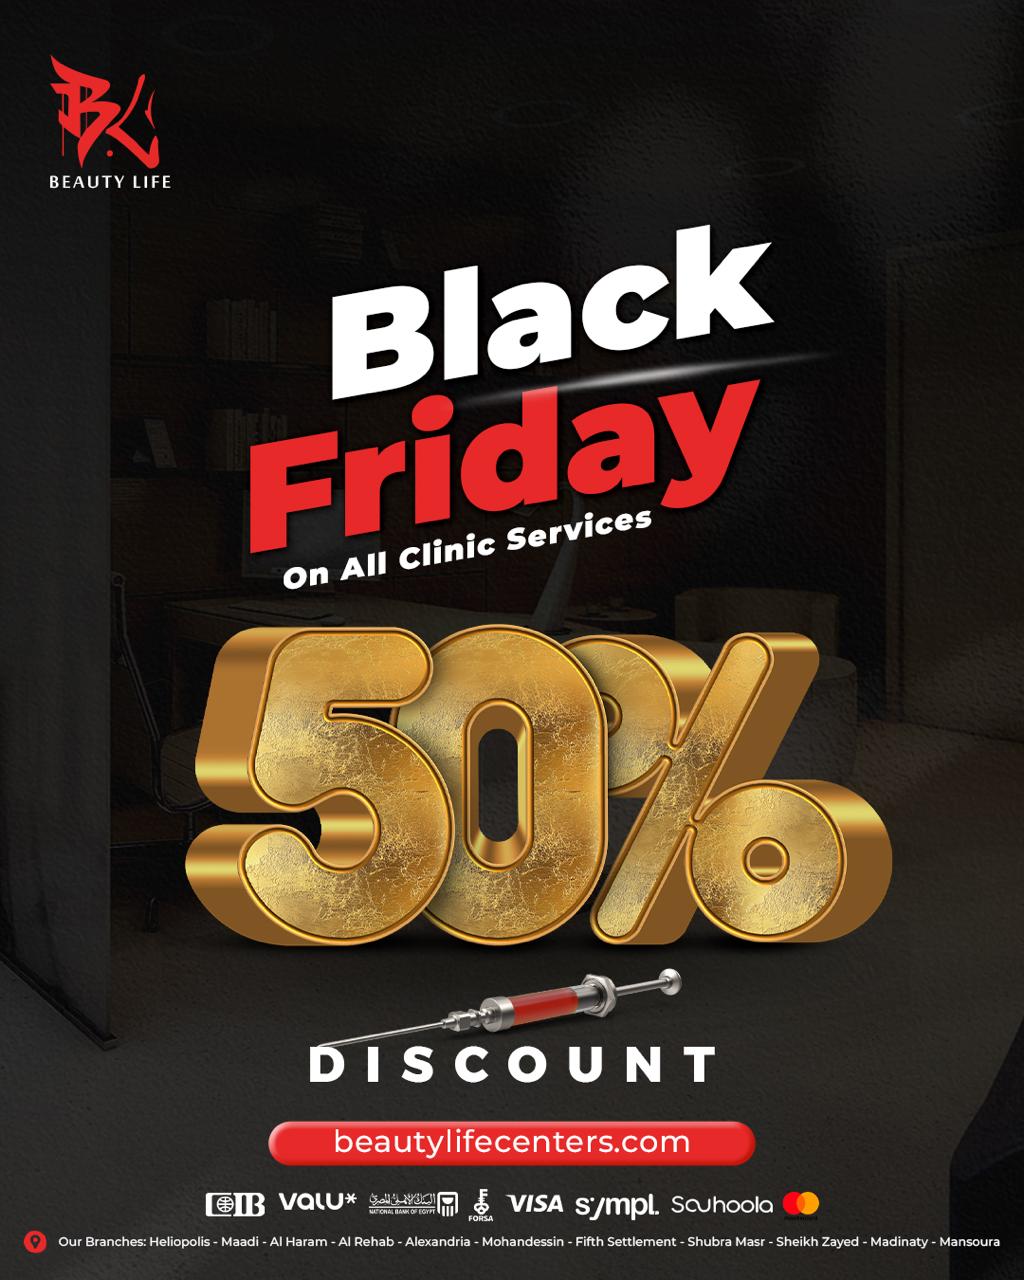 BL
BEAUTY LIFE
Black
Friday
On All Clinic Services
50%
DISCOUNT
beautylifecenters.com
CIB VALU* البنك الأهلي المصري NATIONAL BANK OF EGYPT FORSA VISA sympl. Souhoola mastercard
Our Branches: Heliopolis - Maadi - Al Haram - Al Rehab - Alexandria - Mohandessin - Fifth Settlement - Shubra Masr - Sheikh Zayed - Madinaty - Mansoura